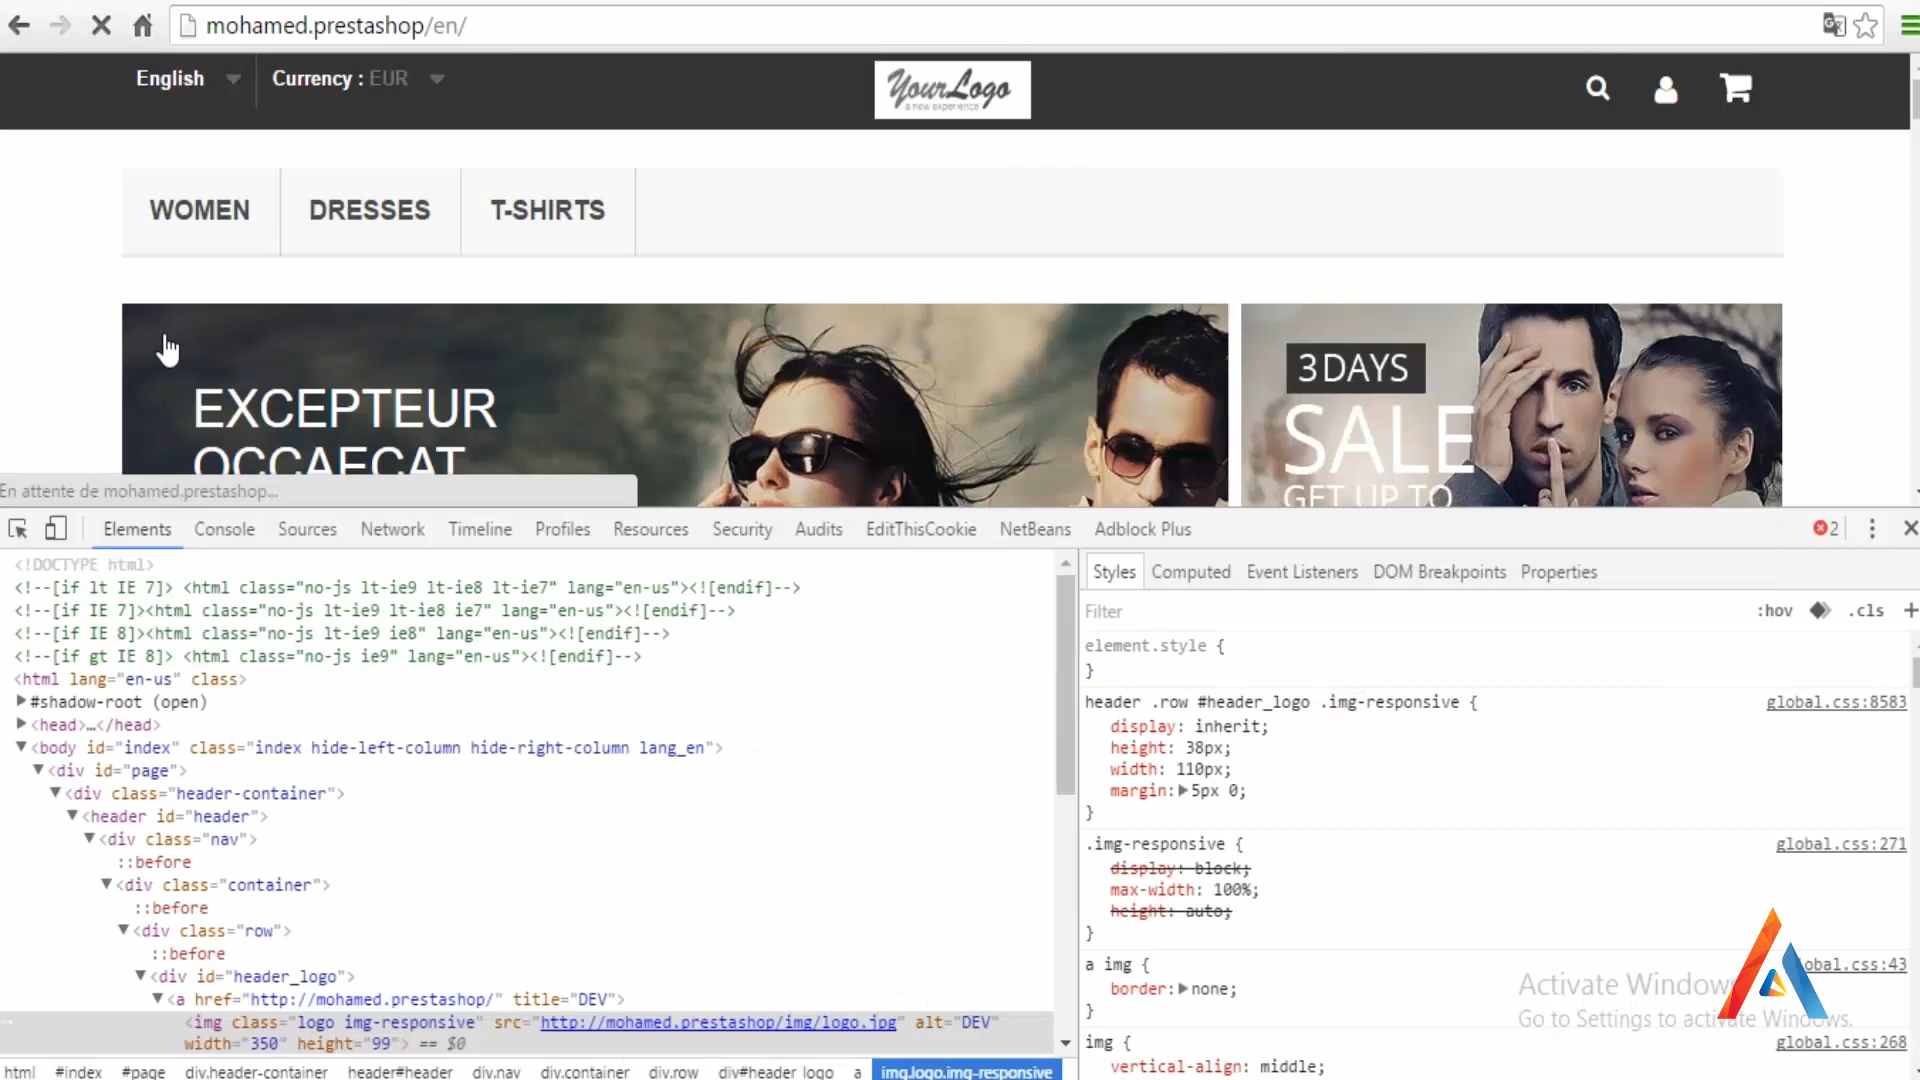 mohamed.prestashop/en/
English
Currency : EUR
YourLogo
a new experience
WOMEN
DRESSES
T-SHIRTS
EXCEPTEUR
OCCAECAT
3 DAYS
SALE
GET UP TO
En attente de mohamed.prestashop...
Elements Console Sources Network Timeline Profiles Resources Security Audits EditThisCookie NetBeans Adblock Plus 2
<!DOCTYPE html>
<!--[if lt IE 7]> <html class="no-js lt-ie9 lt-ie8 lt-ie7" lang="en-us"><![endif]-->
<!--[if IE 7]><html class="no-js lt-ie9 lt-ie8 ie7" lang="en-us"><![endif]-->
<!--[if IE 8]><html class="no-js lt-ie9 ie8" lang="en-us"><![endif]-->
<!--[if gt IE 8]> <html class="no-js ie9" lang="en-us"><![endif]-->
<html lang="en-us" class>
#shadow-root (open)
<head>…</head>
<body id="index" class="index hide-left-column hide-right-column lang_en">
<div id="page">
<div class="header-container">
<header id="header">
<div class="nav">
::before
<div class="container">
::before
<div class="row">
::before
<div id="header_logo">
<a href="http://mohamed.prestashop/" title="DEV">
<img class="logo img-responsive" src="http://mohamed.prestashop/img/logo.jpg" alt="DEV"
width="350" height="99"> == $0
html #index #page div.header-container header#header div.nav div.container div.row div#header_logo a img.logo.img-responsive
Styles Computed Event Listeners DOM Breakpoints Properties
Filter :hov .cls +
element.style {
}
header .row #header_logo .img-responsive { global.css:8583
display: inherit;
height: 38px;
width: 110px;
margin: 5px 0;
}
.img-responsive { global.css:271
display: block;
max-width: 100%;
height: auto;
}
a img { obal.css:43
border: none;
}
img { global.css:268
vertical-align: middle;
Activate Window
Go to Settings to activate Windows.